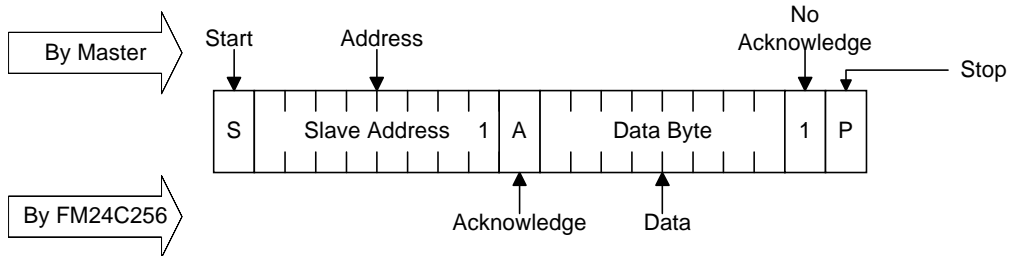 By Master
Start
Address
No
Acknowledge
Stop
S
Slave Address
1
A
Data Byte
1
P
By FM24C256
Acknowledge
Data